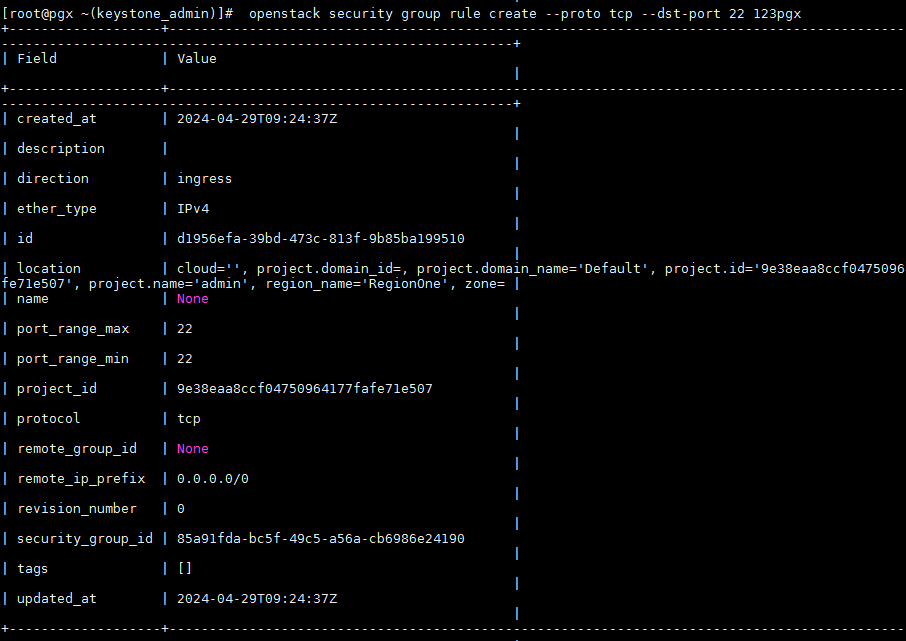 [root@pgx ~(keystone_admin)]#  openstack security group rule create --proto tcp --dst-port 22 123pgx
+-------------------+--------------------------------------------------------------------------------------------
----------------------------------------------------------------+
| Field             | Value
|
+-------------------+--------------------------------------------------------------------------------------------
----------------------------------------------------------------+
| created_at        | 2024-04-29T09:24:37Z
|
| description       |
|
| direction         | ingress
|
| ether_type        | IPv4
|
| id                | d1956efa-39bd-473c-813f-9b85ba199510
|
| location          | cloud='', project.domain_id=, project.domain_name='Default', project.id='9e38eaa8ccf0475096
fe71e507', project.name='admin', region_name='RegionOne', zone= |
| name              | None
|
| port_range_max    | 22
|
| port_range_min    | 22
|
| project_id        | 9e38eaa8ccf04750964177fafe71e507
|
| protocol          | tcp
|
| remote_group_id   | None
|
| remote_ip_prefix  | 0.0.0.0/0
|
| revision_number   | 0
|
| security_group_id | 85a91fda-bc5f-49c5-a56a-cb6986e24190
|
| tags              | []
|
| updated_at        | 2024-04-29T09:24:37Z
|
+-------------------+--------------------------------------------------------------------------------------------